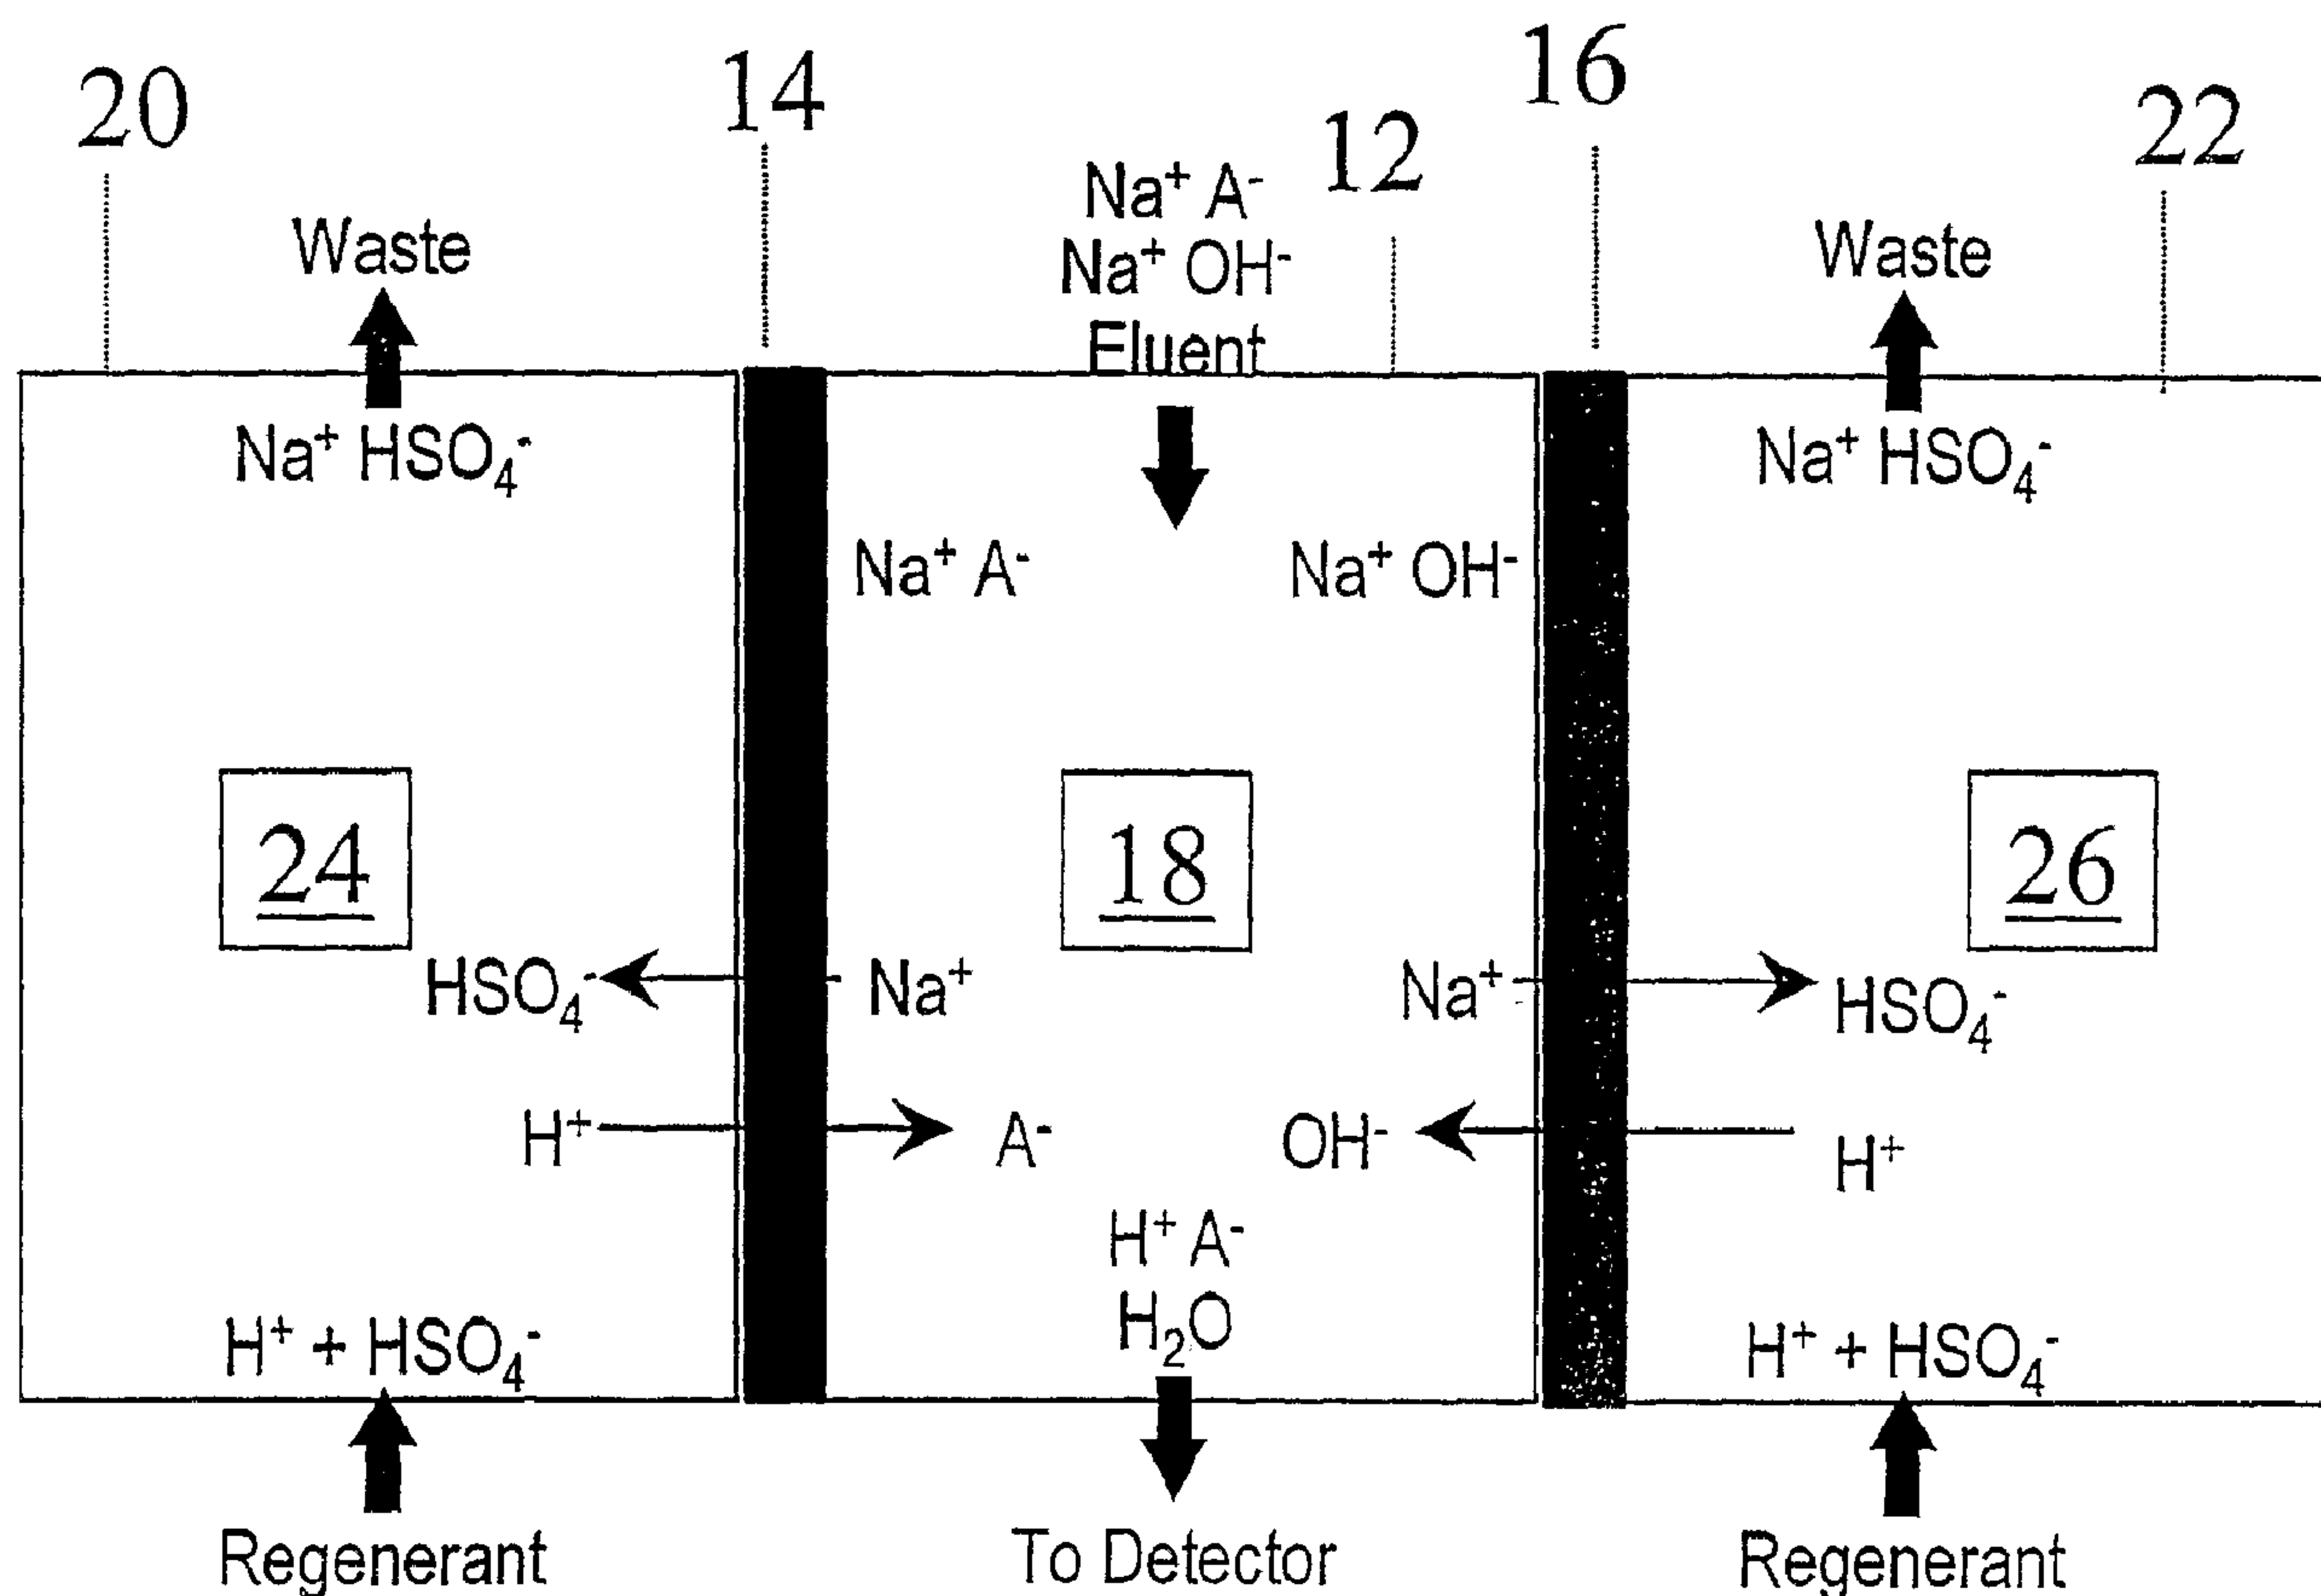 20
14
12
16
22
Waste
Na⁺ A⁻
Na⁺ OH⁻
Eluent
Waste
Na⁺ HSO₄⁻
Na⁺ HSO₄⁻
Na⁺ A⁻
Na⁺ OH⁻
24
18
26
HSO₄⁻
Na⁺
Na⁺
HSO₄⁻
H⁺
A⁻
OH⁻
H⁺
H⁺ A⁻
H₂O
H⁺ + HSO₄⁻
H⁺ + HSO₄⁻
Regenerant
To Detector
Regenerant